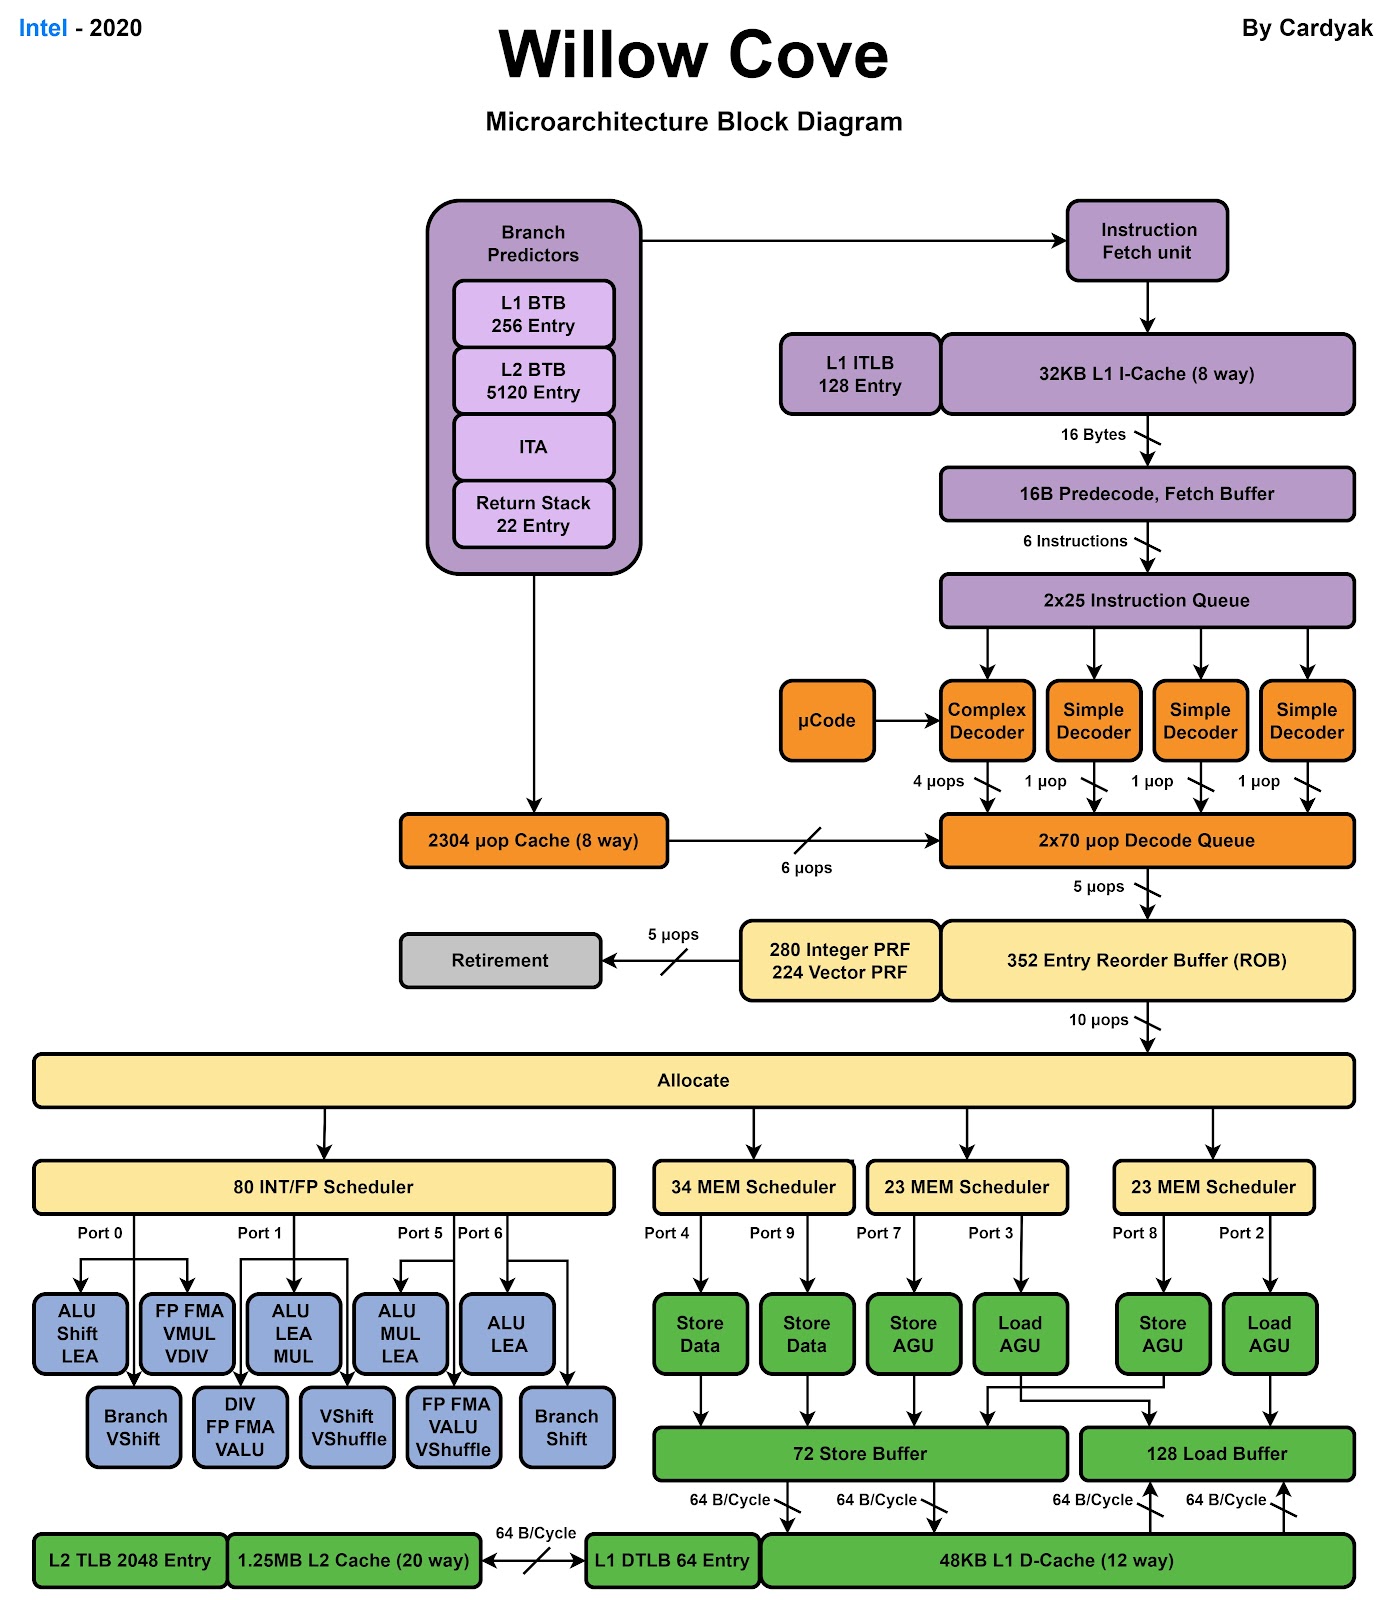 Intel - 2020
By Cardyak
Willow Cove
Microarchitecture Block Diagram
Branch
Predictors
L1 BTB
256 Entry
L2 BTB
5120 Entry
ITA
Return Stack
22 Entry
Instruction
Fetch unit
L1 ITLB
128 Entry
32KB L1 I-Cache (8 way)
16 Bytes
16B Predecode, Fetch Buffer
6 Instructions
2x25 Instruction Queue
µCode
Complex
Decoder
Simple
Decoder
Simple
Decoder
Simple
Decoder
4 µops
1 µop
1 µop
1 µop
2304 µop Cache (8 way)
6 µops
2x70 µop Decode Queue
5 µops
Retirement
5 µops
280 Integer PRF
224 Vector PRF
352 Entry Reorder Buffer (ROB)
10 µops
Allocate
80 INT/FP Scheduler
34 MEM Scheduler
23 MEM Scheduler
23 MEM Scheduler
Port 0
Port 1
Port 5
Port 6
Port 4
Port 9
Port 7
Port 3
Port 8
Port 2
ALU
Shift
LEA
FP FMA
VMUL
VDIV
ALU
LEA
MUL
ALU
MUL
LEA
ALU
LEA
Store
Data
Store
Data
Store
AGU
Load
AGU
Store
AGU
Load
AGU
Branch
VShift
DIV
FP FMA
VALU
VShift
VShuffle
FP FMA
VALU
VShuffle
Branch
Shift
72 Store Buffer
128 Load Buffer
64 B/Cycle
64 B/Cycle
64 B/Cycle
64 B/Cycle
L2 TLB 2048 Entry
1.25MB L2 Cache (20 way)
64 B/Cycle
L1 DTLB 64 Entry
48KB L1 D-Cache (12 way)